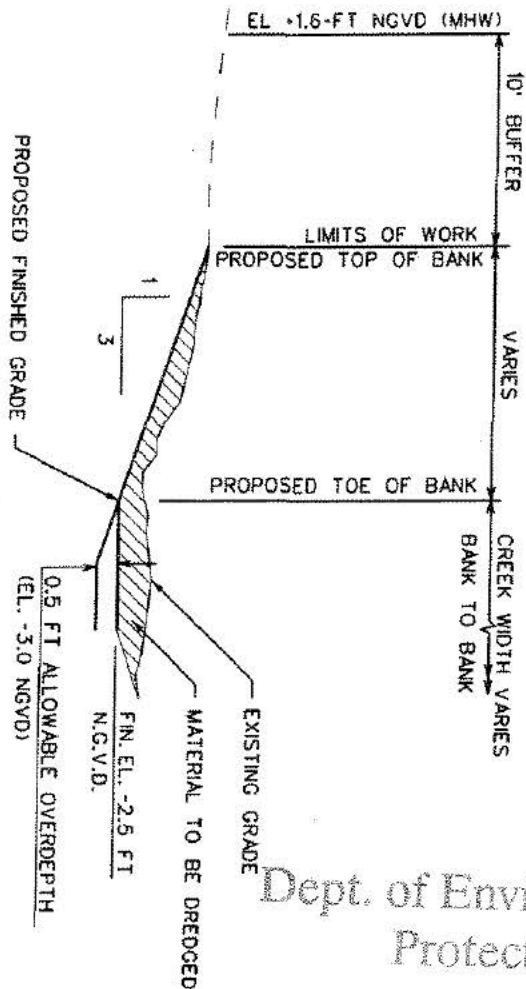 EL +1.6-FT NGVD (MHW)
10' BUFFER
LIMITS OF WORK
PROPOSED TOP OF BANK
VARIES
PROPOSED TOE OF BANK
CREEK WIDTH VARIES
BANK TO BANK
1
3
PROPOSED FINISHED GRADE
EXISTING GRADE
MATERIAL TO BE DREDGED
FIN. EL. -2.5 FT
N.G.V.D.
0.5 FT ALLOWABLE OVERDEPTH
(EL. -3.0 NGVD)
Dept. of Envi
Protec